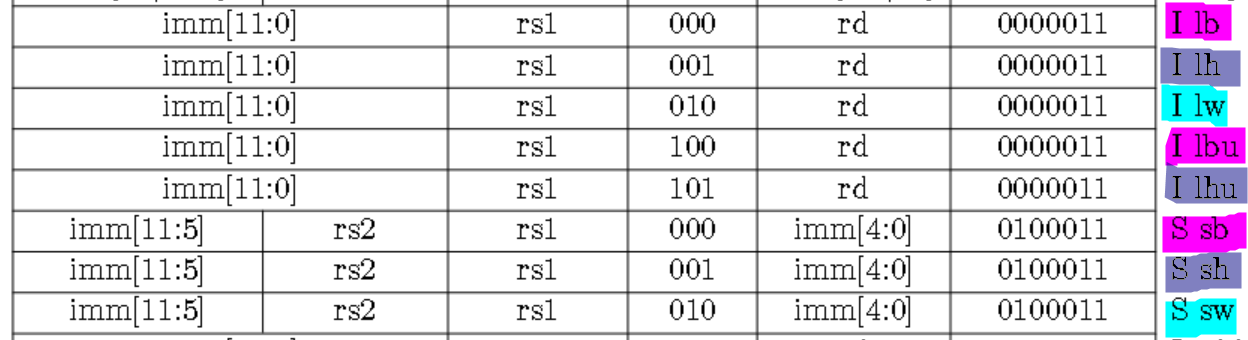 imm[11:0] rs1 000 rd 0000011 I lb
imm[11:0] rs1 001 rd 0000011 I lh
imm[11:0] rs1 010 rd 0000011 I lw
imm[11:0] rs1 100 rd 0000011 I lbu
imm[11:0] rs1 101 rd 0000011 I lhu
imm[11:5] rs2 rs1 000 imm[4:0] 0100011 S sb
imm[11:5] rs2 rs1 001 imm[4:0] 0100011 S sh
imm[11:5] rs2 rs1 010 imm[4:0] 0100011 S sw